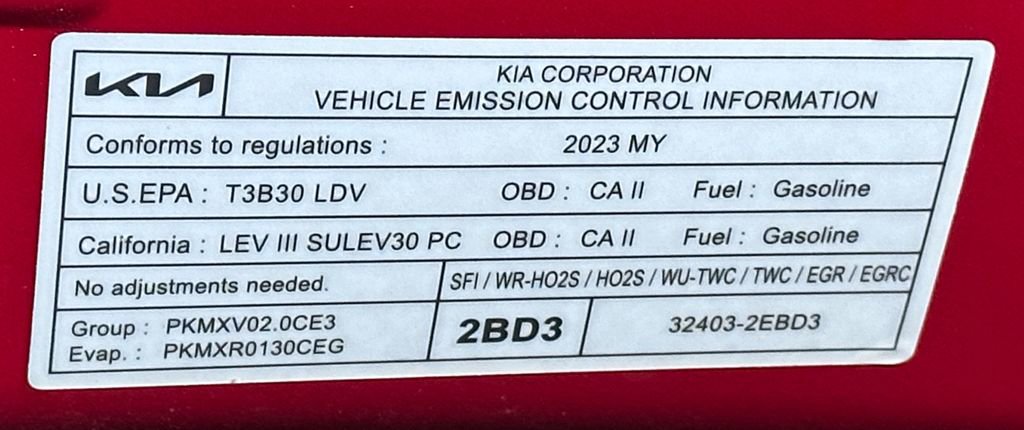 KIA
KIA CORPORATION
VEHICLE EMISSION CONTROL INFORMATION
Conforms to regulations : 2023 MY
U.S.EPA : T3B30 LDV OBD : CA II Fuel : Gasoline
California : LEV III SULEV30 PC OBD : CA II Fuel : Gasoline
No adjustments needed. SFI / WR-HO2S / HO2S / WU-TWC / TWC / EGR / EGRC
Group : PKMXV02.0CE3
Evap. : PKMXR0130CEG
2BD3
32403-2EBD3